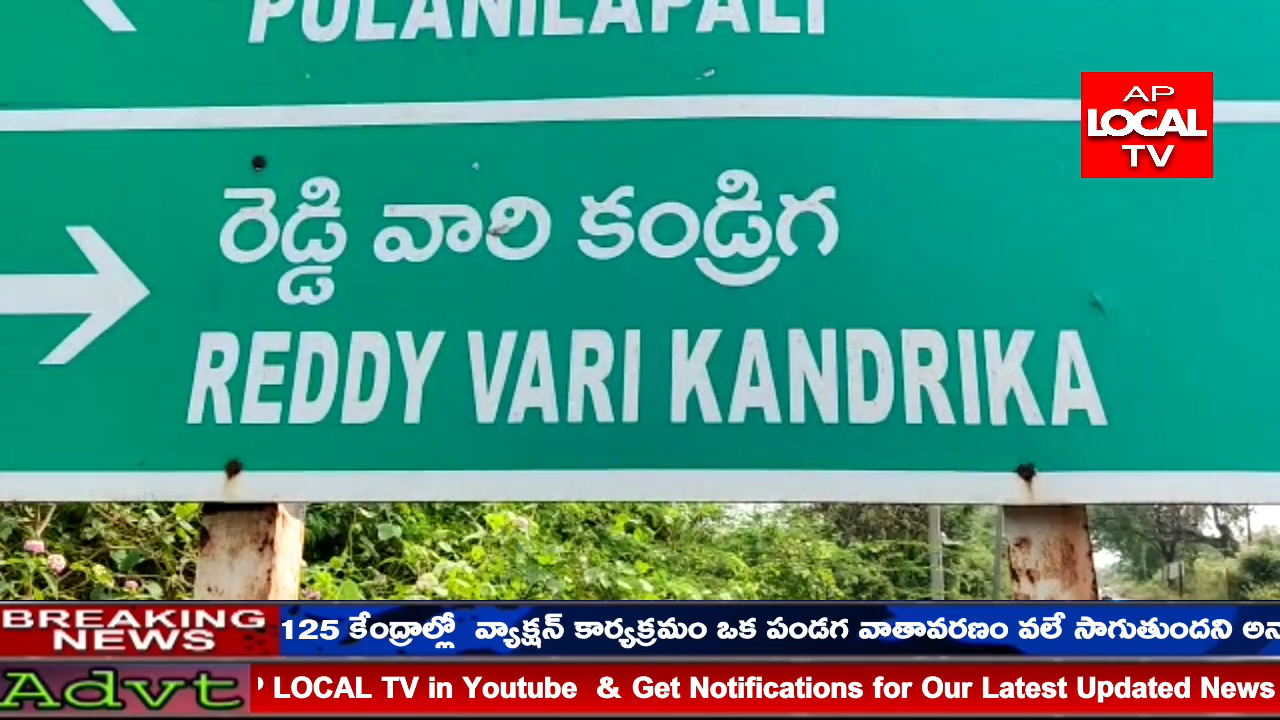 POLANILAPALI
AP
LOCAL
TV
రెడ్డి వారి కండ్రిగ
REDDY VARI KANDRIKA
BREAKING
NEWS
125 కేంద్రాల్లో వ్యాక్షన్ కార్యక్రమం ఒక పండగ వాతావరణం వలే సాగుతుందని
Advt
LOCAL TV in Youtube & Get Notifications for Our Latest Updated News